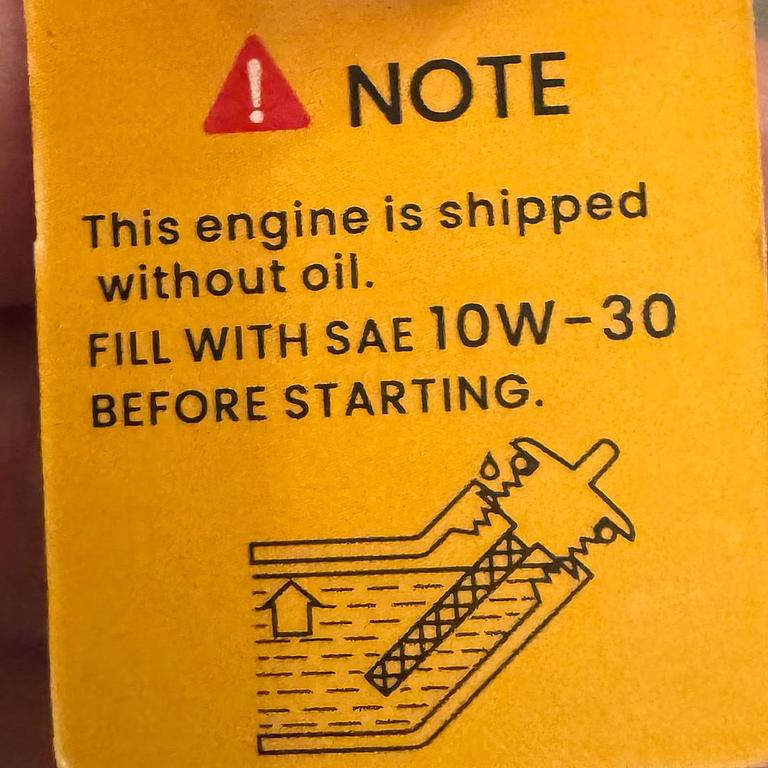 NOTE
This engine is shipped
without oil.
FILL WITH SAE 10W-30
BEFORE STARTING.